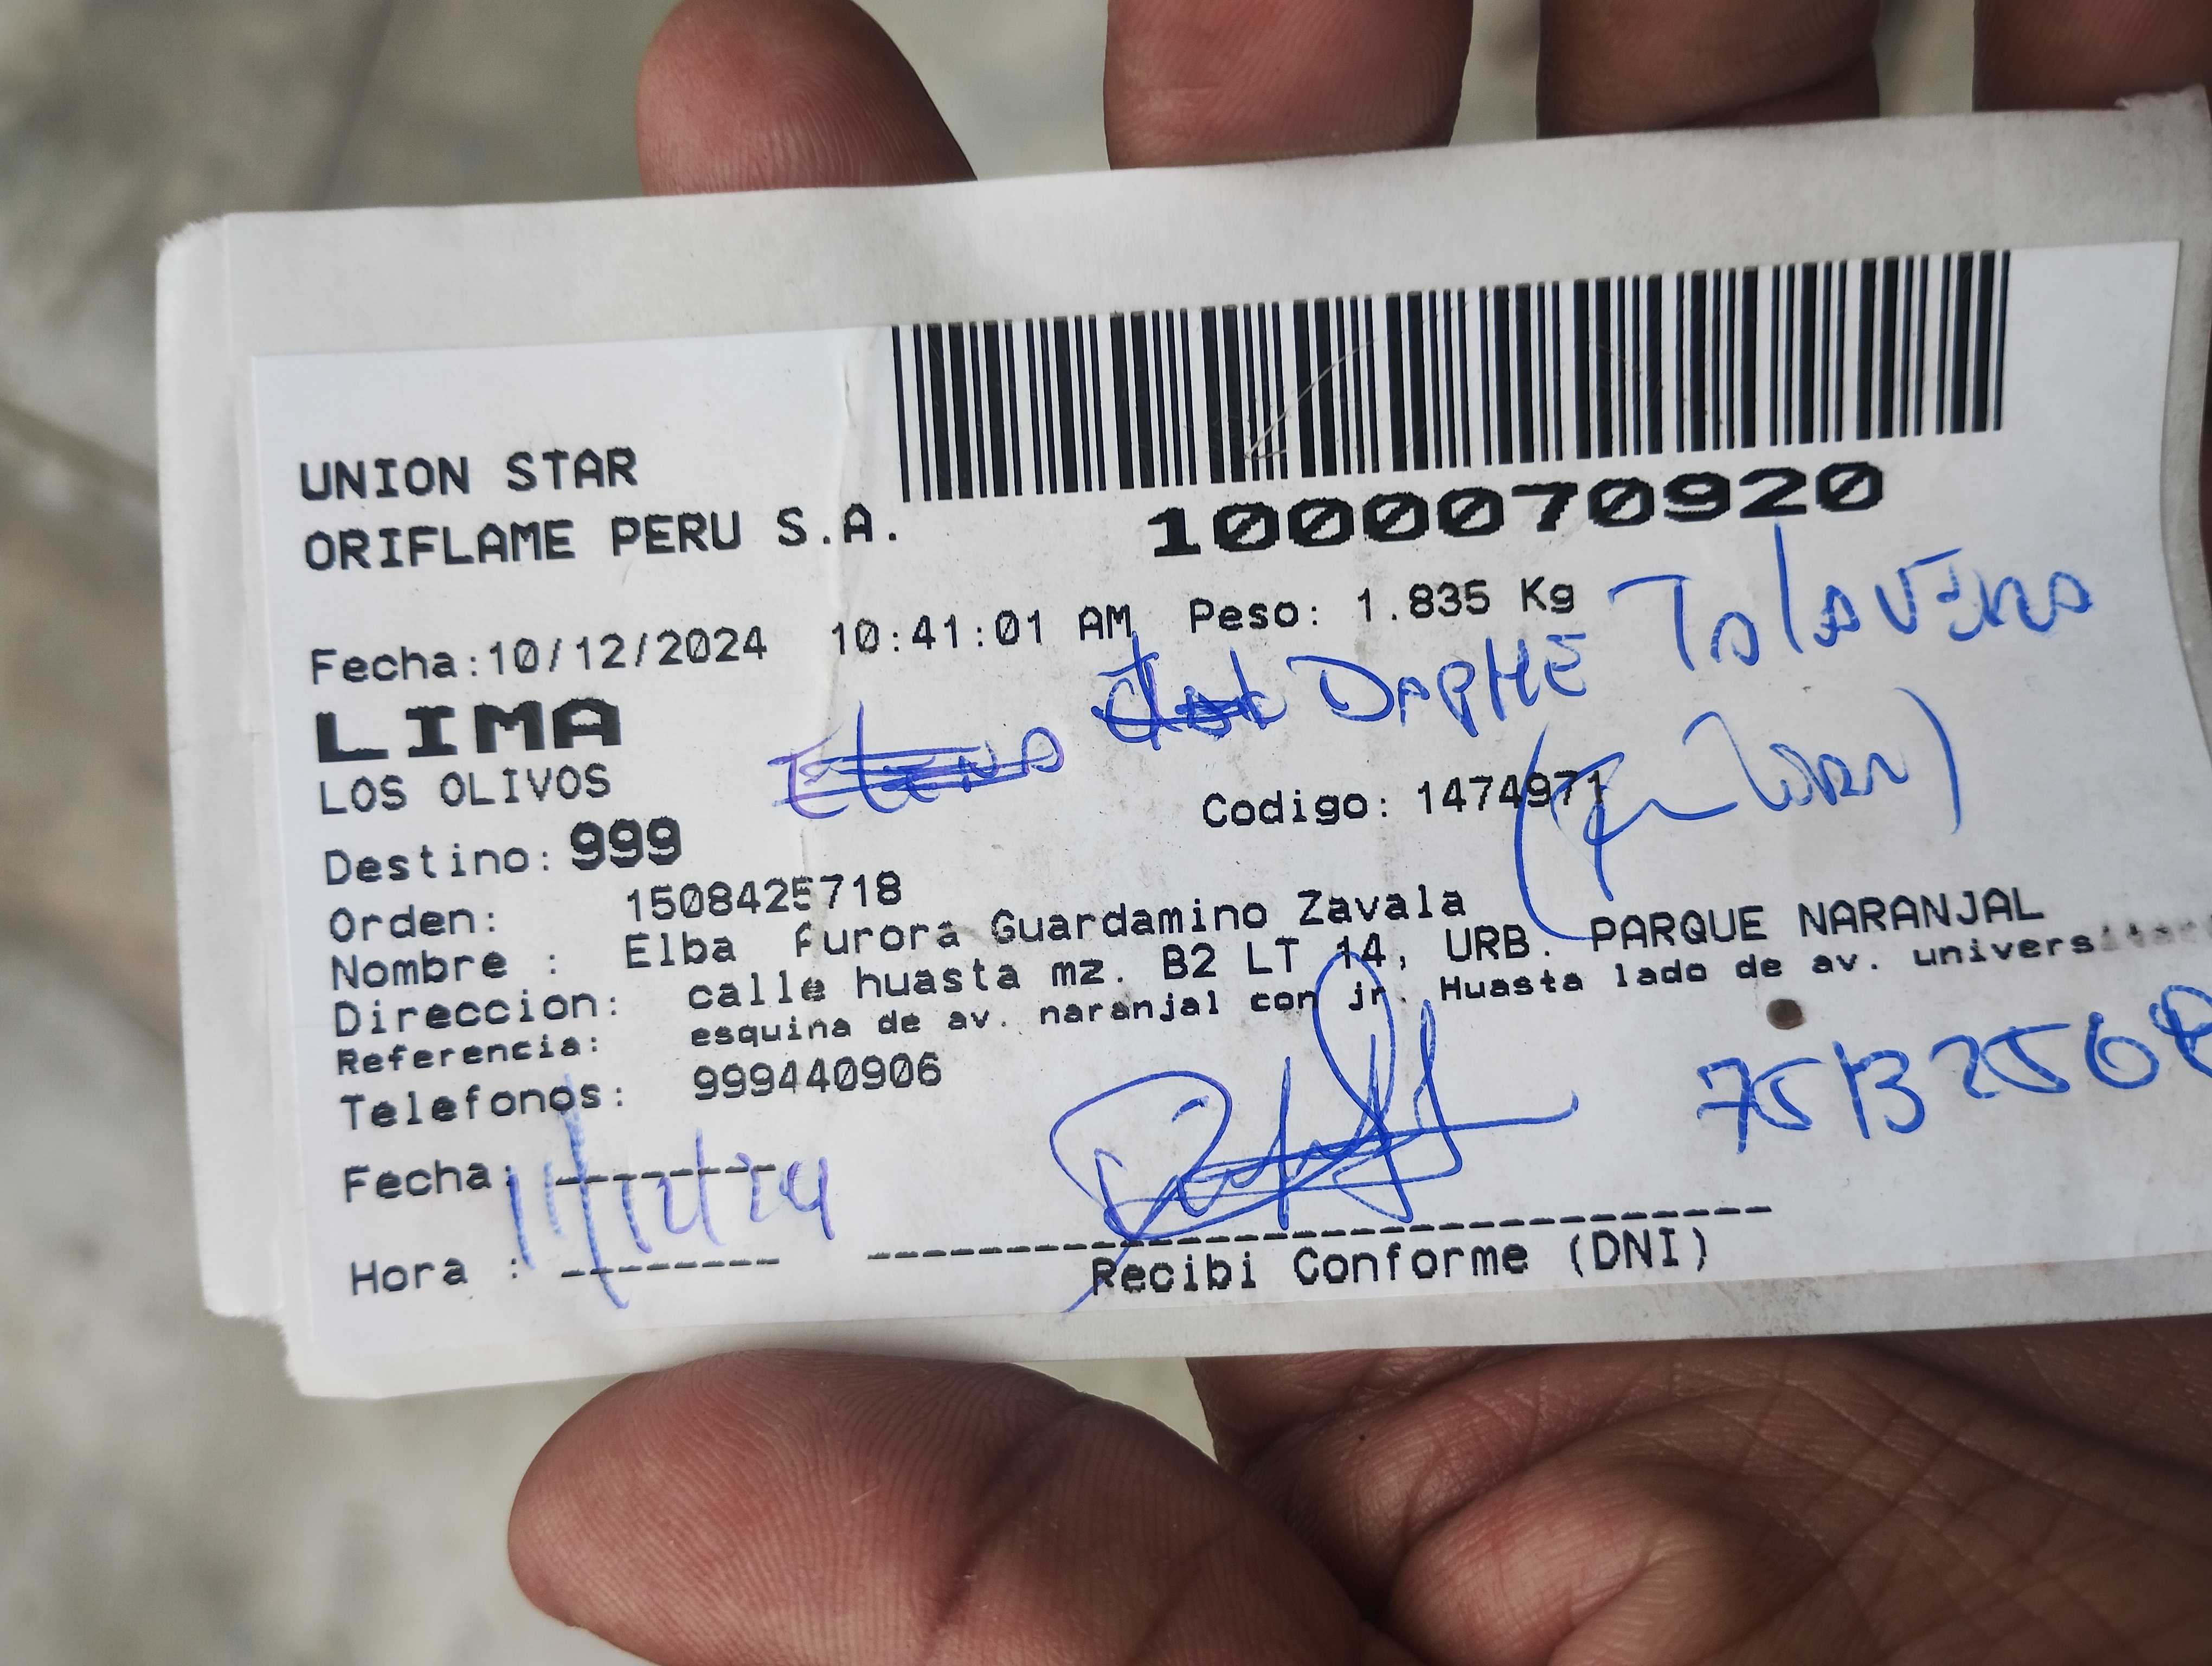 UNION STAR
ORIFLAME PERU S.A.
1000070920
Fecha:10/12/2024 10:41:01 AM Peso: 1.835 Kg
DAPHE Talavera
LIMA
LOS OLIVOS
Destino: 999 Codigo: 1474971
Orden: 1508425718
Nombre : Elba Aurora Guardamino Zavala
Direccion: calle huasta mz. B2 LT 14, URB. PARQUE NARANJAL
Referencia: esquina de av. naranjal con jr. Huasta lado de av.
Telefonos: 999440906
Fecha: 11/12/24
Hora :
Recibi Conforme (DNI)